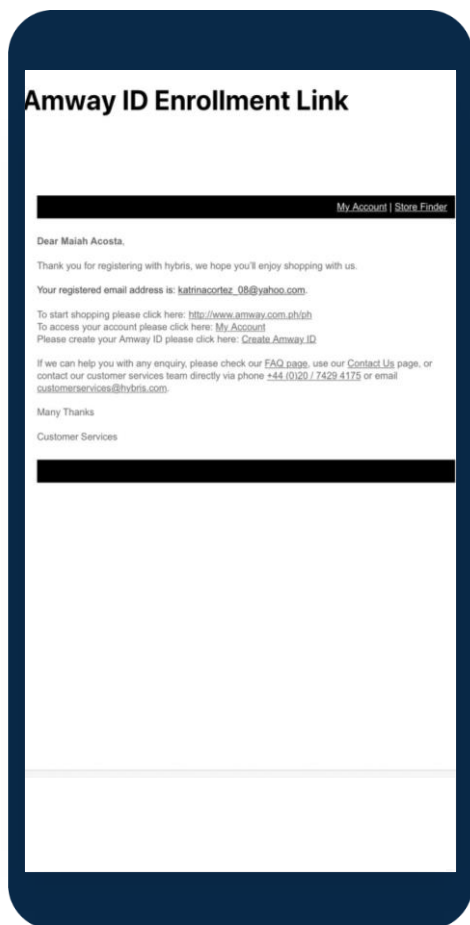 Amway ID Enrollment Link
My Account | Store Finder
Dear Maiah Acosta,
Thank you for registering with hybris, we hope you'll enjoy shopping with us.
Your registered email address is: katrinacortez_08@yahoo.com.
To start shopping please click here: http://www.amway.com.ph/ph
To access your account please click here: My Account
Please create your Amway ID please click here: Create Amway ID
If we can help you with any enquiry, please check our FAQ page, use our Contact Us page, or
contact our customer services team directly via phone +44 (0)20 / 7429 4175 or email
customerservices@hybris.com.
Many Thanks
Customer Services